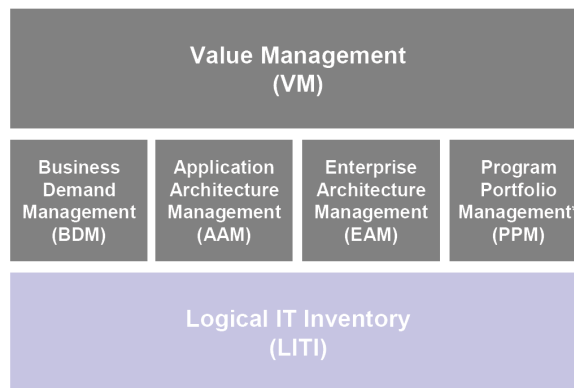 Value Management
(VM)
Business
Demand
Management
(BDM)
Application
Architecture
Management
(AAM)
Enterprise
Architecture
Management
(EAM)
Program
Portfolio
Management
(PPM)
Logical IT Inventory
(LITI)